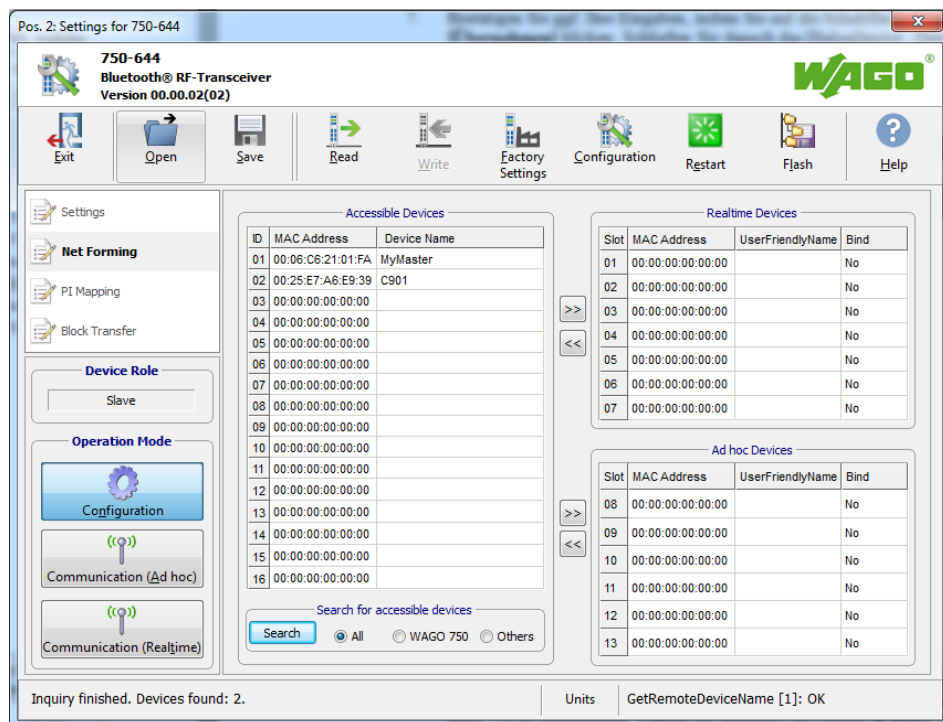 Pos. 2: Settings for 750-644
750-644
Bluetooth® RF-Transceiver
Version 00.00.02(02)
WAGO®
Exit
Open
Save
Read
Write
Factory Settings
Configuration
Restart
Flash
Help
Settings
Net Forming
PI Mapping
Block Transfer
Device Role
Slave
Operation Mode
Configuration
Communication (Ad hoc)
Communication (Realtime)
Accessible Devices
ID MAC Address Device Name
01 00:06:C6:21:01:FA MyMaster
02 00:25:E7:A6:E9:39 C901
03 00:00:00:00:00:00
04 00:00:00:00:00:00
05 00:00:00:00:00:00
06 00:00:00:00:00:00
07 00:00:00:00:00:00
08 00:00:00:00:00:00
09 00:00:00:00:00:00
10 00:00:00:00:00:00
11 00:00:00:00:00:00
12 00:00:00:00:00:00
13 00:00:00:00:00:00
14 00:00:00:00:00:00
15 00:00:00:00:00:00
16 00:00:00:00:00:00
Search for accessible devices
Search All WAGO 750 Others
>>
<<
>>
<<
Realtime Devices
Slot MAC Address UserFriendlyName Bind
01 00:00:00:00:00:00 No
02 00:00:00:00:00:00 No
03 00:00:00:00:00:00 No
04 00:00:00:00:00:00 No
05 00:00:00:00:00:00 No
06 00:00:00:00:00:00 No
07 00:00:00:00:00:00 No
Ad hoc Devices
Slot MAC Address UserFriendlyName Bind
08 00:00:00:00:00:00 No
09 00:00:00:00:00:00 No
10 00:00:00:00:00:00 No
11 00:00:00:00:00:00 No
12 00:00:00:00:00:00 No
13 00:00:00:00:00:00 No
Inquiry finished. Devices found: 2. Units GetRemoteDeviceName [1]: OK